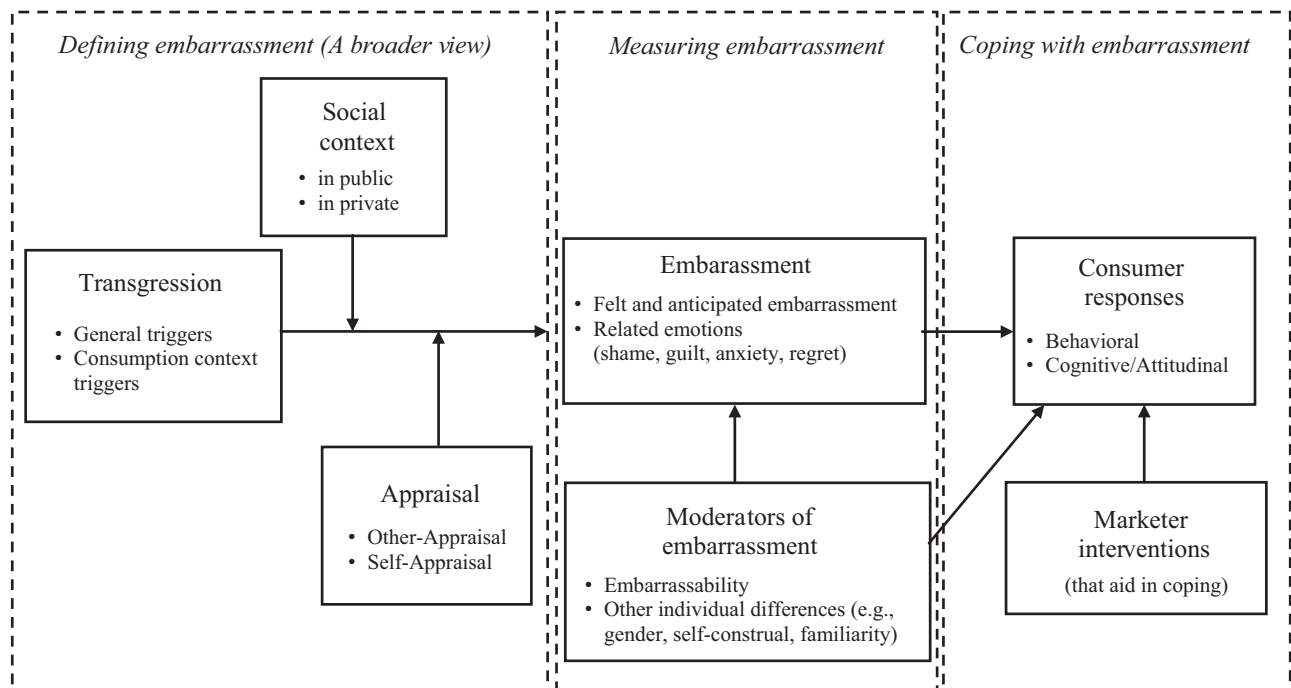 Defining embarrassment (A broader view)
Social
context
• in public
• in private
Transgression
• General triggers
• Consumption context
triggers
Appraisal
• Other-Appraisal
• Self-Appraisal
Measuring embarrassment
Embarassment
• Felt and anticipated embarrassment
• Related emotions
(shame, guilt, anxiety, regret)
Moderators of
embarrassment
• Embarrassability
• Other individual differences (e.g.,
gender, self-construal, familiarity)
Coping with embarrassment
Consumer
responses
• Behavioral
• Cognitive/Attitudinal
Marketer
interventions
(that aid in coping)